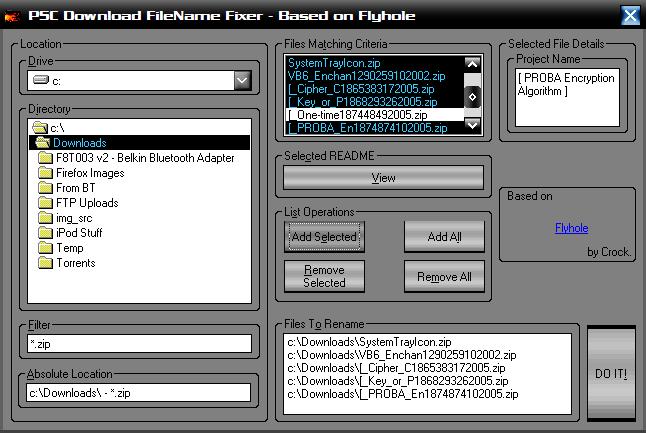 PSC Download FileName Fixer - Based on Flyhole
Location
Drive
c:
Directory
c:\
Downloads
F8T003 v2 - Belkin Bluetooth Adapter
Firefox Images
From BT
FTP Uploads
img_src
iPod Stuff
Temp
Torrents
Filter
*.zip
Absolute Location
c:\Downloads\ - *.zip
Files Matching Criteria
SystemTrayIcon.zip
VB6_Enchan1290259102002.zip
[_Cipher_C1865383172005.zip
[_Key_or_P1868293262005.zip
[_One-time187448492005.zip
[_PROBA_En1874874102005.zip
Selected README
View
List Operations
Add Selected
Add All
Remove
Selected
Remove All
Files To Rename
c:\Downloads\SystemTrayIcon.zip
c:\Downloads\VB6_Enchan1290259102002.zip
c:\Downloads\[_Cipher_C1865383172005.zip
c:\Downloads\[_Key_or_P1868293262005.zip
c:\Downloads\[_PROBA_En1874874102005.zip
Selected File Details
Project Name
[ PROBA Encryption
Algorithm ]
Based on
Flyhole
by Crock.
DO IT!